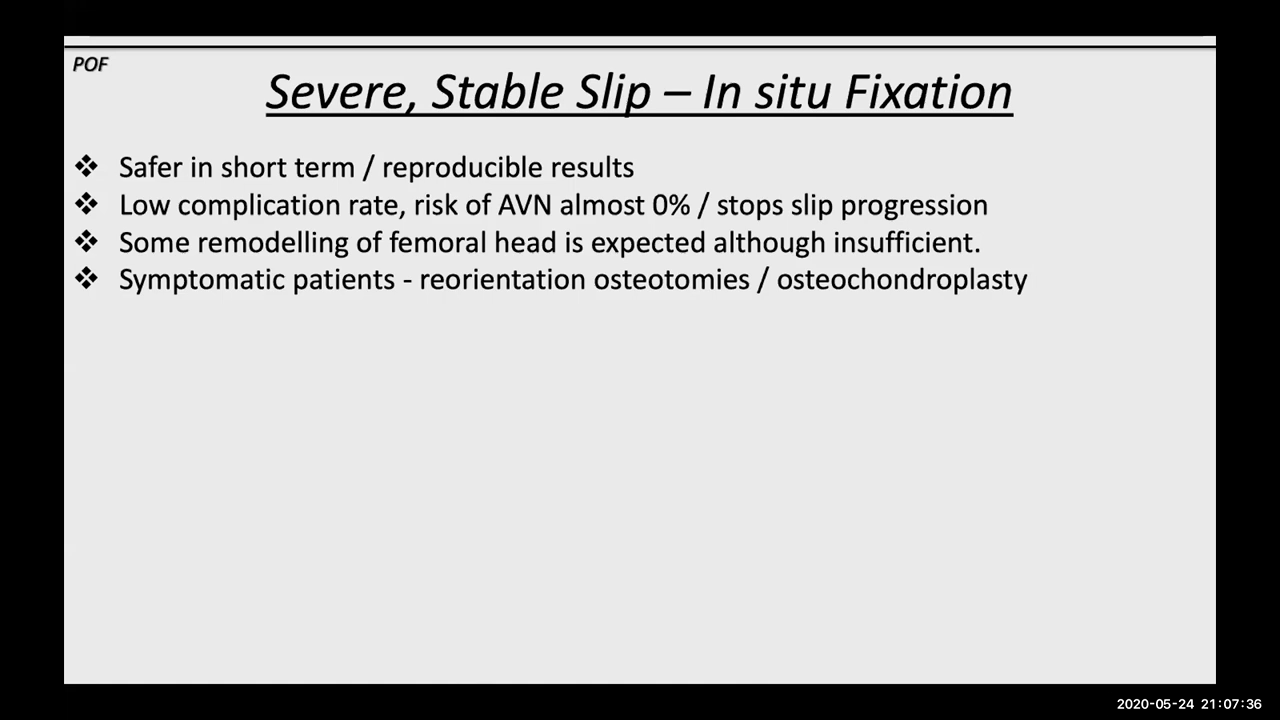 POF
Severe, Stable Slip – In situ Fixation
❖ Safer in short term / reproducible results
❖ Low complication rate, risk of AVN almost 0% / stops slip progression
❖ Some remodelling of femoral head is expected although insufficient.
❖ Symptomatic patients - reorientation osteotomies / osteochondroplasty
2020-05-24 21:07:36